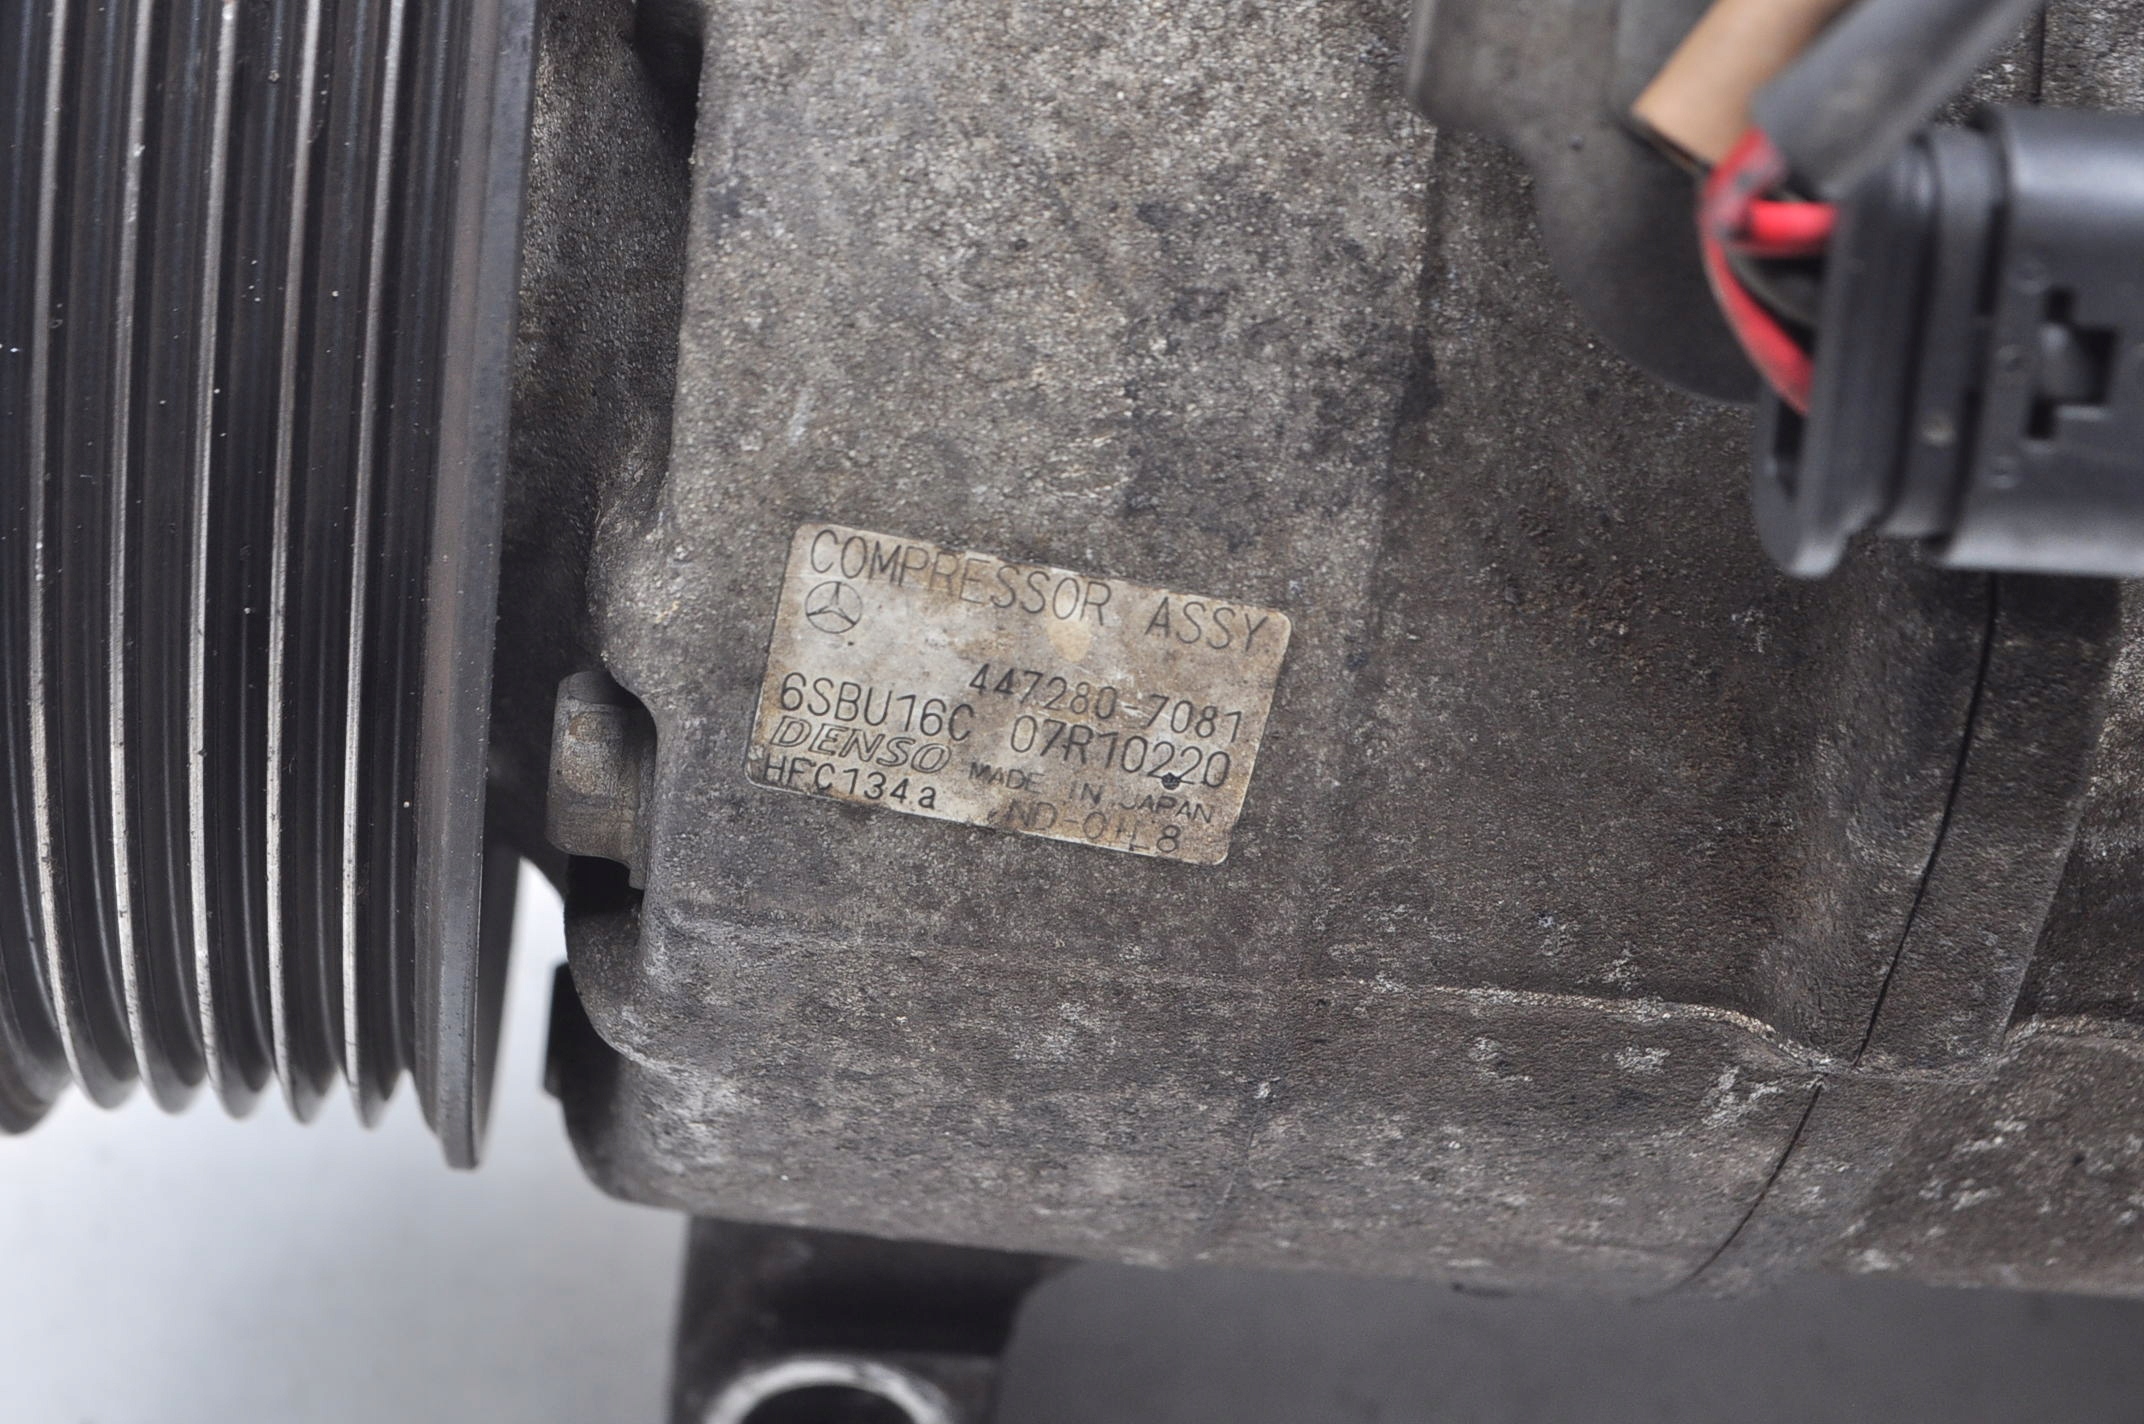 COMPRESSOR ASSY.
447280-7081
6SBU16C 07R10220
DENSO MADE IN JAPAN
HFC134a ND-OIL8